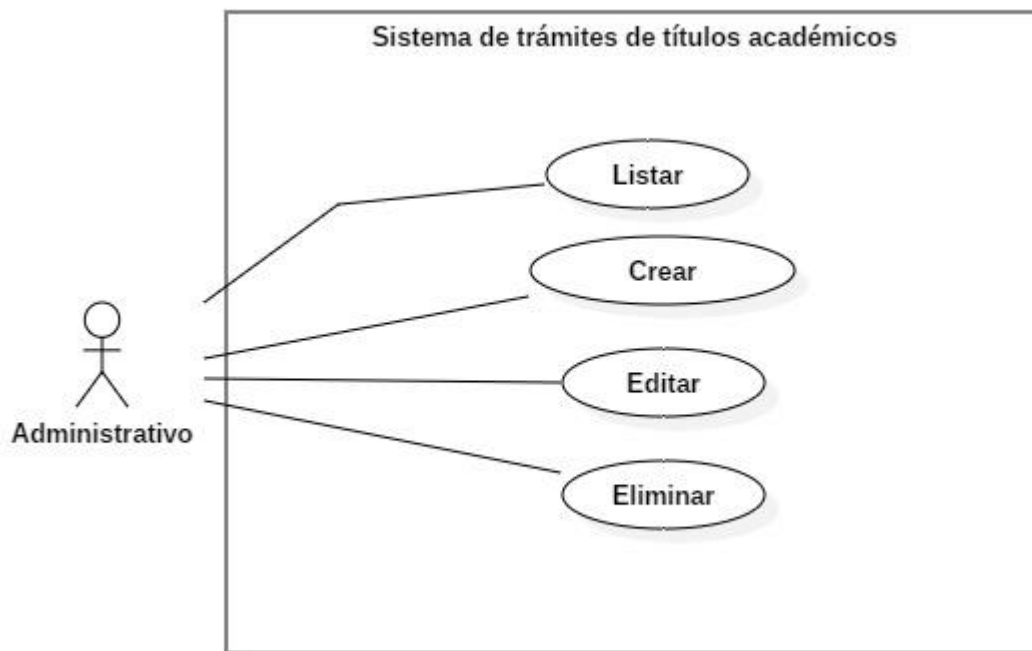 Sistema de trámites de títulos académicos
Listar
Crear
Editar
Administrativo
Eliminar